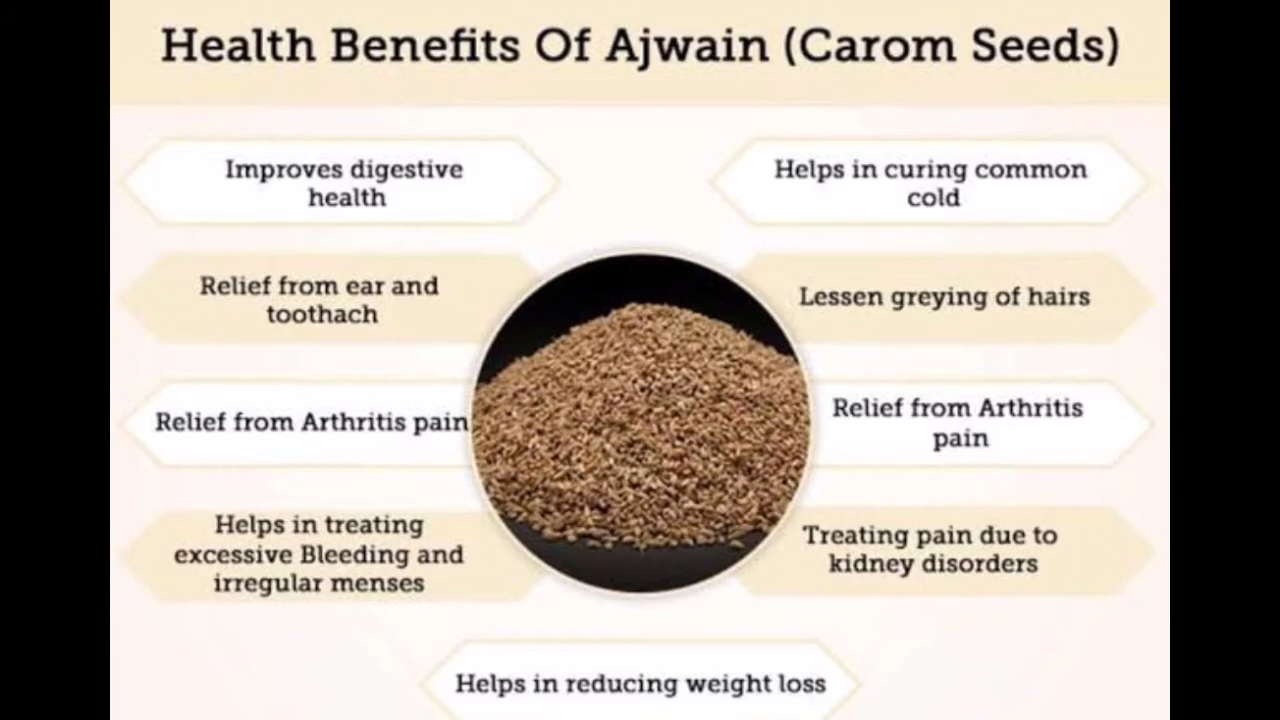 Health Benefits Of Ajwain (Carom Seeds)
Improves digestive
health
Helps in curing common
cold
Relief from ear and
toothach
Lessen greying of hairs
Relief from Arthritis pain
Relief from Arthritis
pain
Helps in treating
excessive Bleeding and
irregular menses
Treating pain due to
kidney disorders
Helps in reducing weight loss